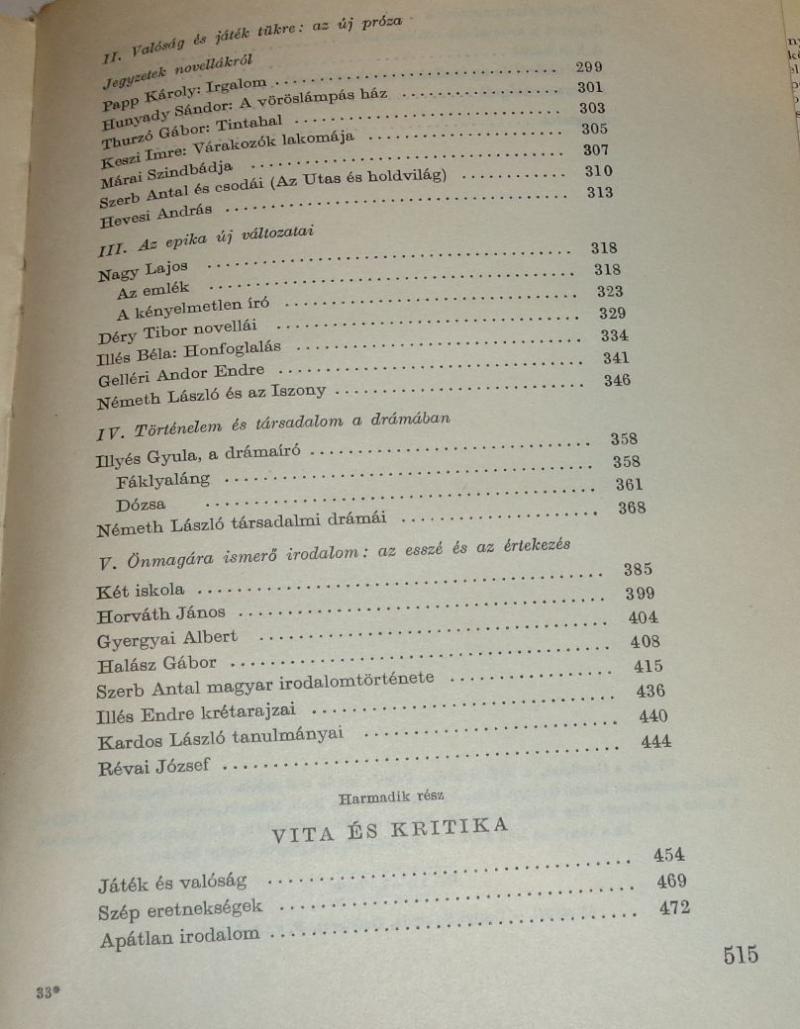 II. Valóság és játék tükre: az új próza
Jegyzetek novellákról
Papp Károly: Irgalom 299
Hunyady Sándor: A vöröslámpás ház 301
Thurzó Gábor: Tintahal 303
Keszi Imre: Várakozók lakomája 305
Márai Szindbádja 307
Szerb Antal és csodái (Az Utas és holdvilág) 310
Hevesi András 313
III. Az epika új változatai
Nagy Lajos 318
Az emlék 318
A kényelmetlen író 323
Déry Tibor novellái 329
Illés Béla: Honfoglalás 334
Gelléri Andor Endre 341
Németh László és az Iszony 346
IV. Történelem és társadalom a drámában
Illyés Gyula, a drámaíró 358
Fáklyaláng 358
Dózsa 361
Németh László társadalmi drámái 368
V. Önmagára ismerő irodalom: az esszé és az értekezés
Két iskola 385
Horváth János 399
Gyergyai Albert 404
Halász Gábor 408
Szerb Antal magyar irodalomtörténete 415
Illés Endre krétarajzai 436
Kardos László tanulmányai 440
Révai József 444
Harmadik rész
VITA ÉS KRITIKA
Játék és valóság 454
Szép eretnekségek 469
Apátlan irodalom 472
515
33*